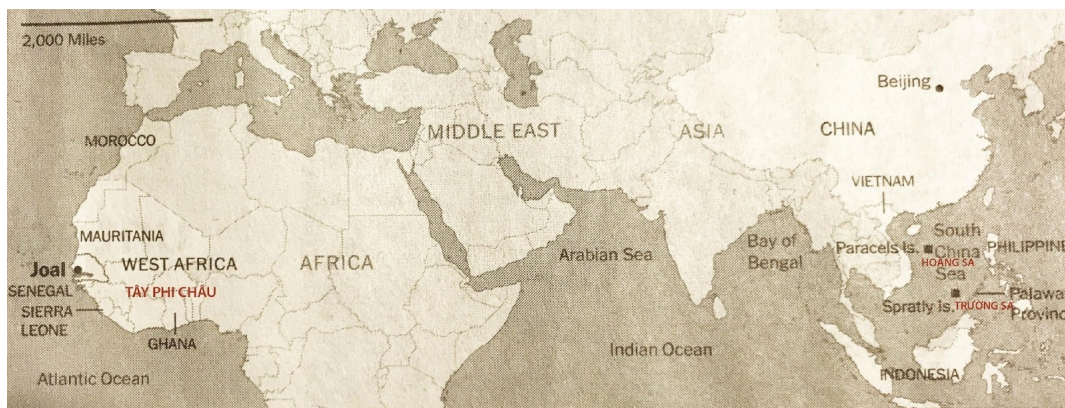 2,000 Miles
Beijing
MOROCCO
MIDDLE EAST
ASIA
CHINA
VIETNAM
MAURITANIA
Joal
WEST AFRICA
AFRICA
Arabian Sea
Bay of
Bengal
Paracels Is.
HOÀNG SA
South
China
Sea
PHILIPPINE
SENEGAL
TÂY PHI CHÂU
SIERRA
LEONE
GHANA
Spratly is.
TRƯỜNG SA
Palawa
Provinc
Atlantic Ocean
Indian Ocean
INDONESIA